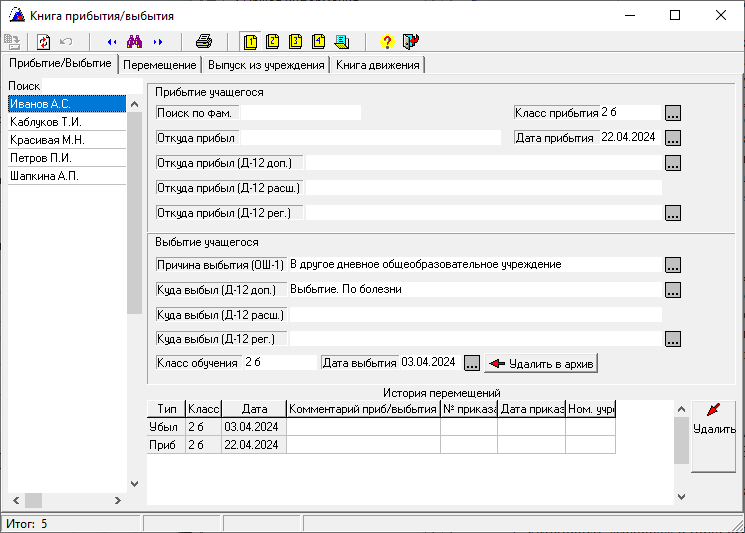 Книга прибытия/выбытия
1 2 3 4
Прибытие/Выбытие Перемещение Выпуск из учреждения Книга движения
Поиск
Иванов А.С.
Каблуков Т.И.
Красивая М.Н.
Петров П.И.
Шапкина А.П.
Прибытие учащегося
Поиск по фам. Класс прибытия 2 б ...
Откуда прибыл Дата прибытия 22.04.2024 ...
Откуда прибыл (Д-12 доп.) ...
Откуда прибыл (Д-12 расш.)
Откуда прибыл (Д-12 рег.) ...
Выбытие учащегося
Причина выбытия (ОШ-1) В другое дневное общеобразовательное учреждение ...
Куда выбыл (Д-12 доп.) Выбытие. По болезни ...
Куда выбыл (Д-12 расш.)
Куда выбыл (Д-12 рег.) ...
Класс обучения 2 б Дата выбытия 03.04.2024 ... Удалить в архив
История перемещений
Тип Класс Дата Комментарий приб/выбытия № приказа Дата приказ Ном. учре
Убыл 2 б 03.04.2024
Приб 2 б 22.04.2024
Удалить
Итог: 5